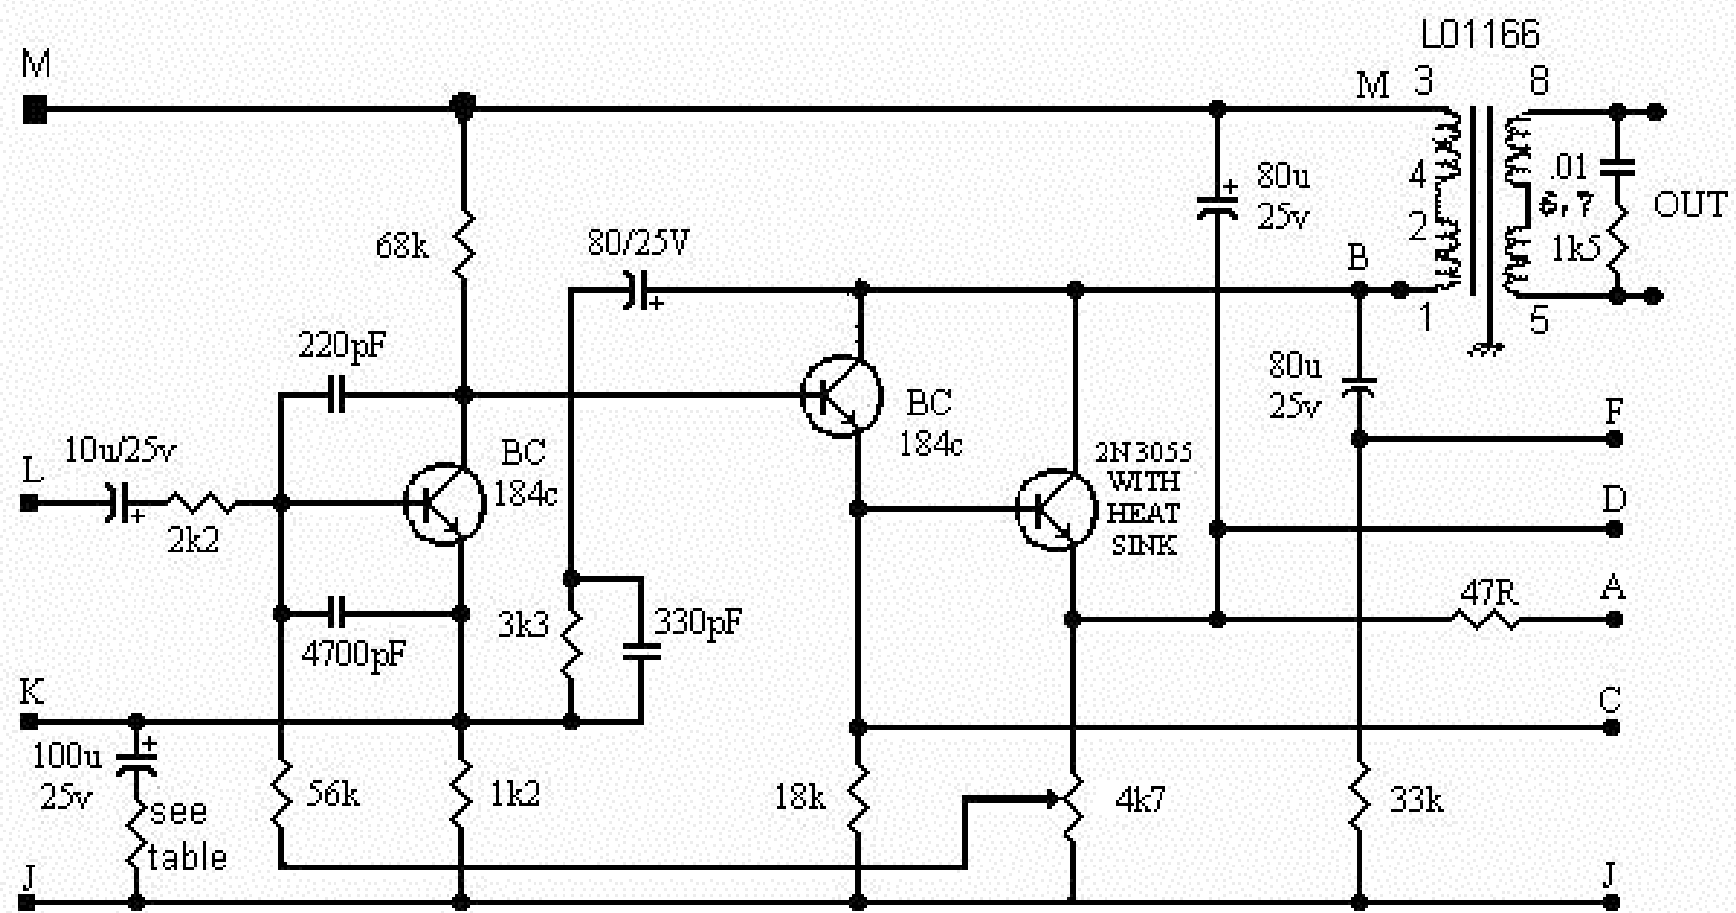 L01166
M
M 3 8
80u
25v
4
.01
6,7
OUT
68k
80/25V
2
1k5
B
1
5
220pF
80u
25v
BC
184c
F
10u/25v
L
BC
184c
2N3055
WITH
HEAT
SINK
D
2k2
47R
A
3k3
330pF
4700pF
K
C
100u
25v
56k
1k2
18k
4k7
33k
see
table
J
J
+
+
+
+